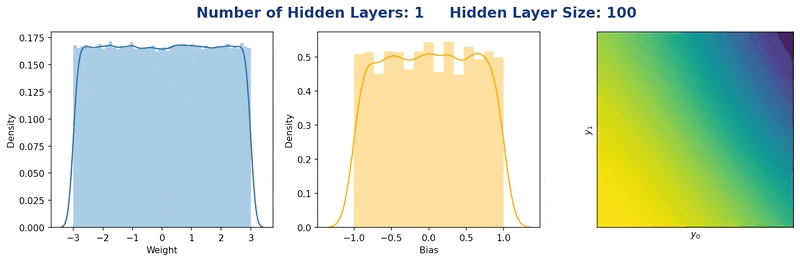 Number of Hidden Layers: 1 Hidden Layer Size: 100
Density
0.175
0.150
0.125
0.100
0.075
0.050
0.025
0.000
−3 −2 −1 0 1 2 3
Weight
Density
0.5
0.4
0.3
0.2
0.1
0.0
−1.0 −0.5 0.0 0.5 1.0
Bias
y₁
y₀